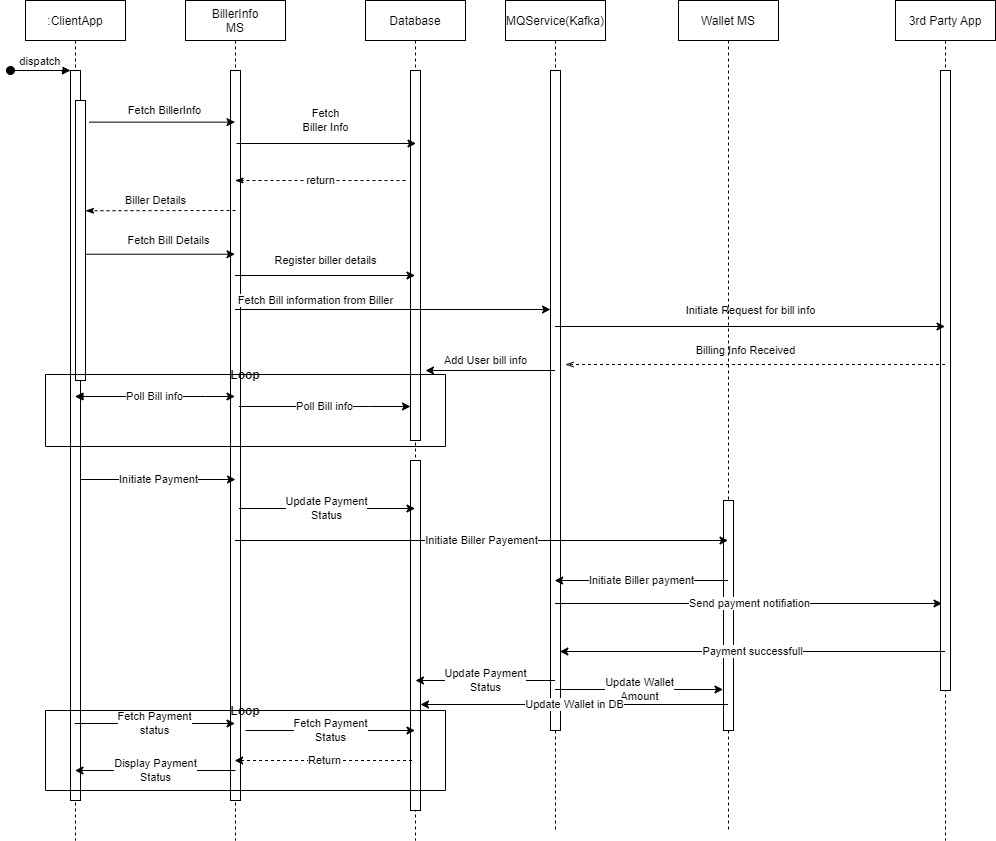 :ClientApp
BillerInfo
MS
Database
MQService(Kafka)
Wallet MS
3rd Party App
dispatch
Fetch BillerInfo
Fetch
Biller Info
return
Biller Details
Fetch Bill Details
Register biller details
Fetch Bill information from Biller
Initiate Request for bill info
Billing Info Received
Add User bill info
Loop
Poll Bill info
Poll Bill info
Initiate Payment
Update Payment
Status
Initiate Biller Payement
Initiate Biller payment
Send payment notifiation
Payment successfull
Update Payment
Status
Update Wallet
Amount
Update Wallet in DB
Loop
Fetch Payment
status
Fetch Payment
Status
Return
Display Payment
Status